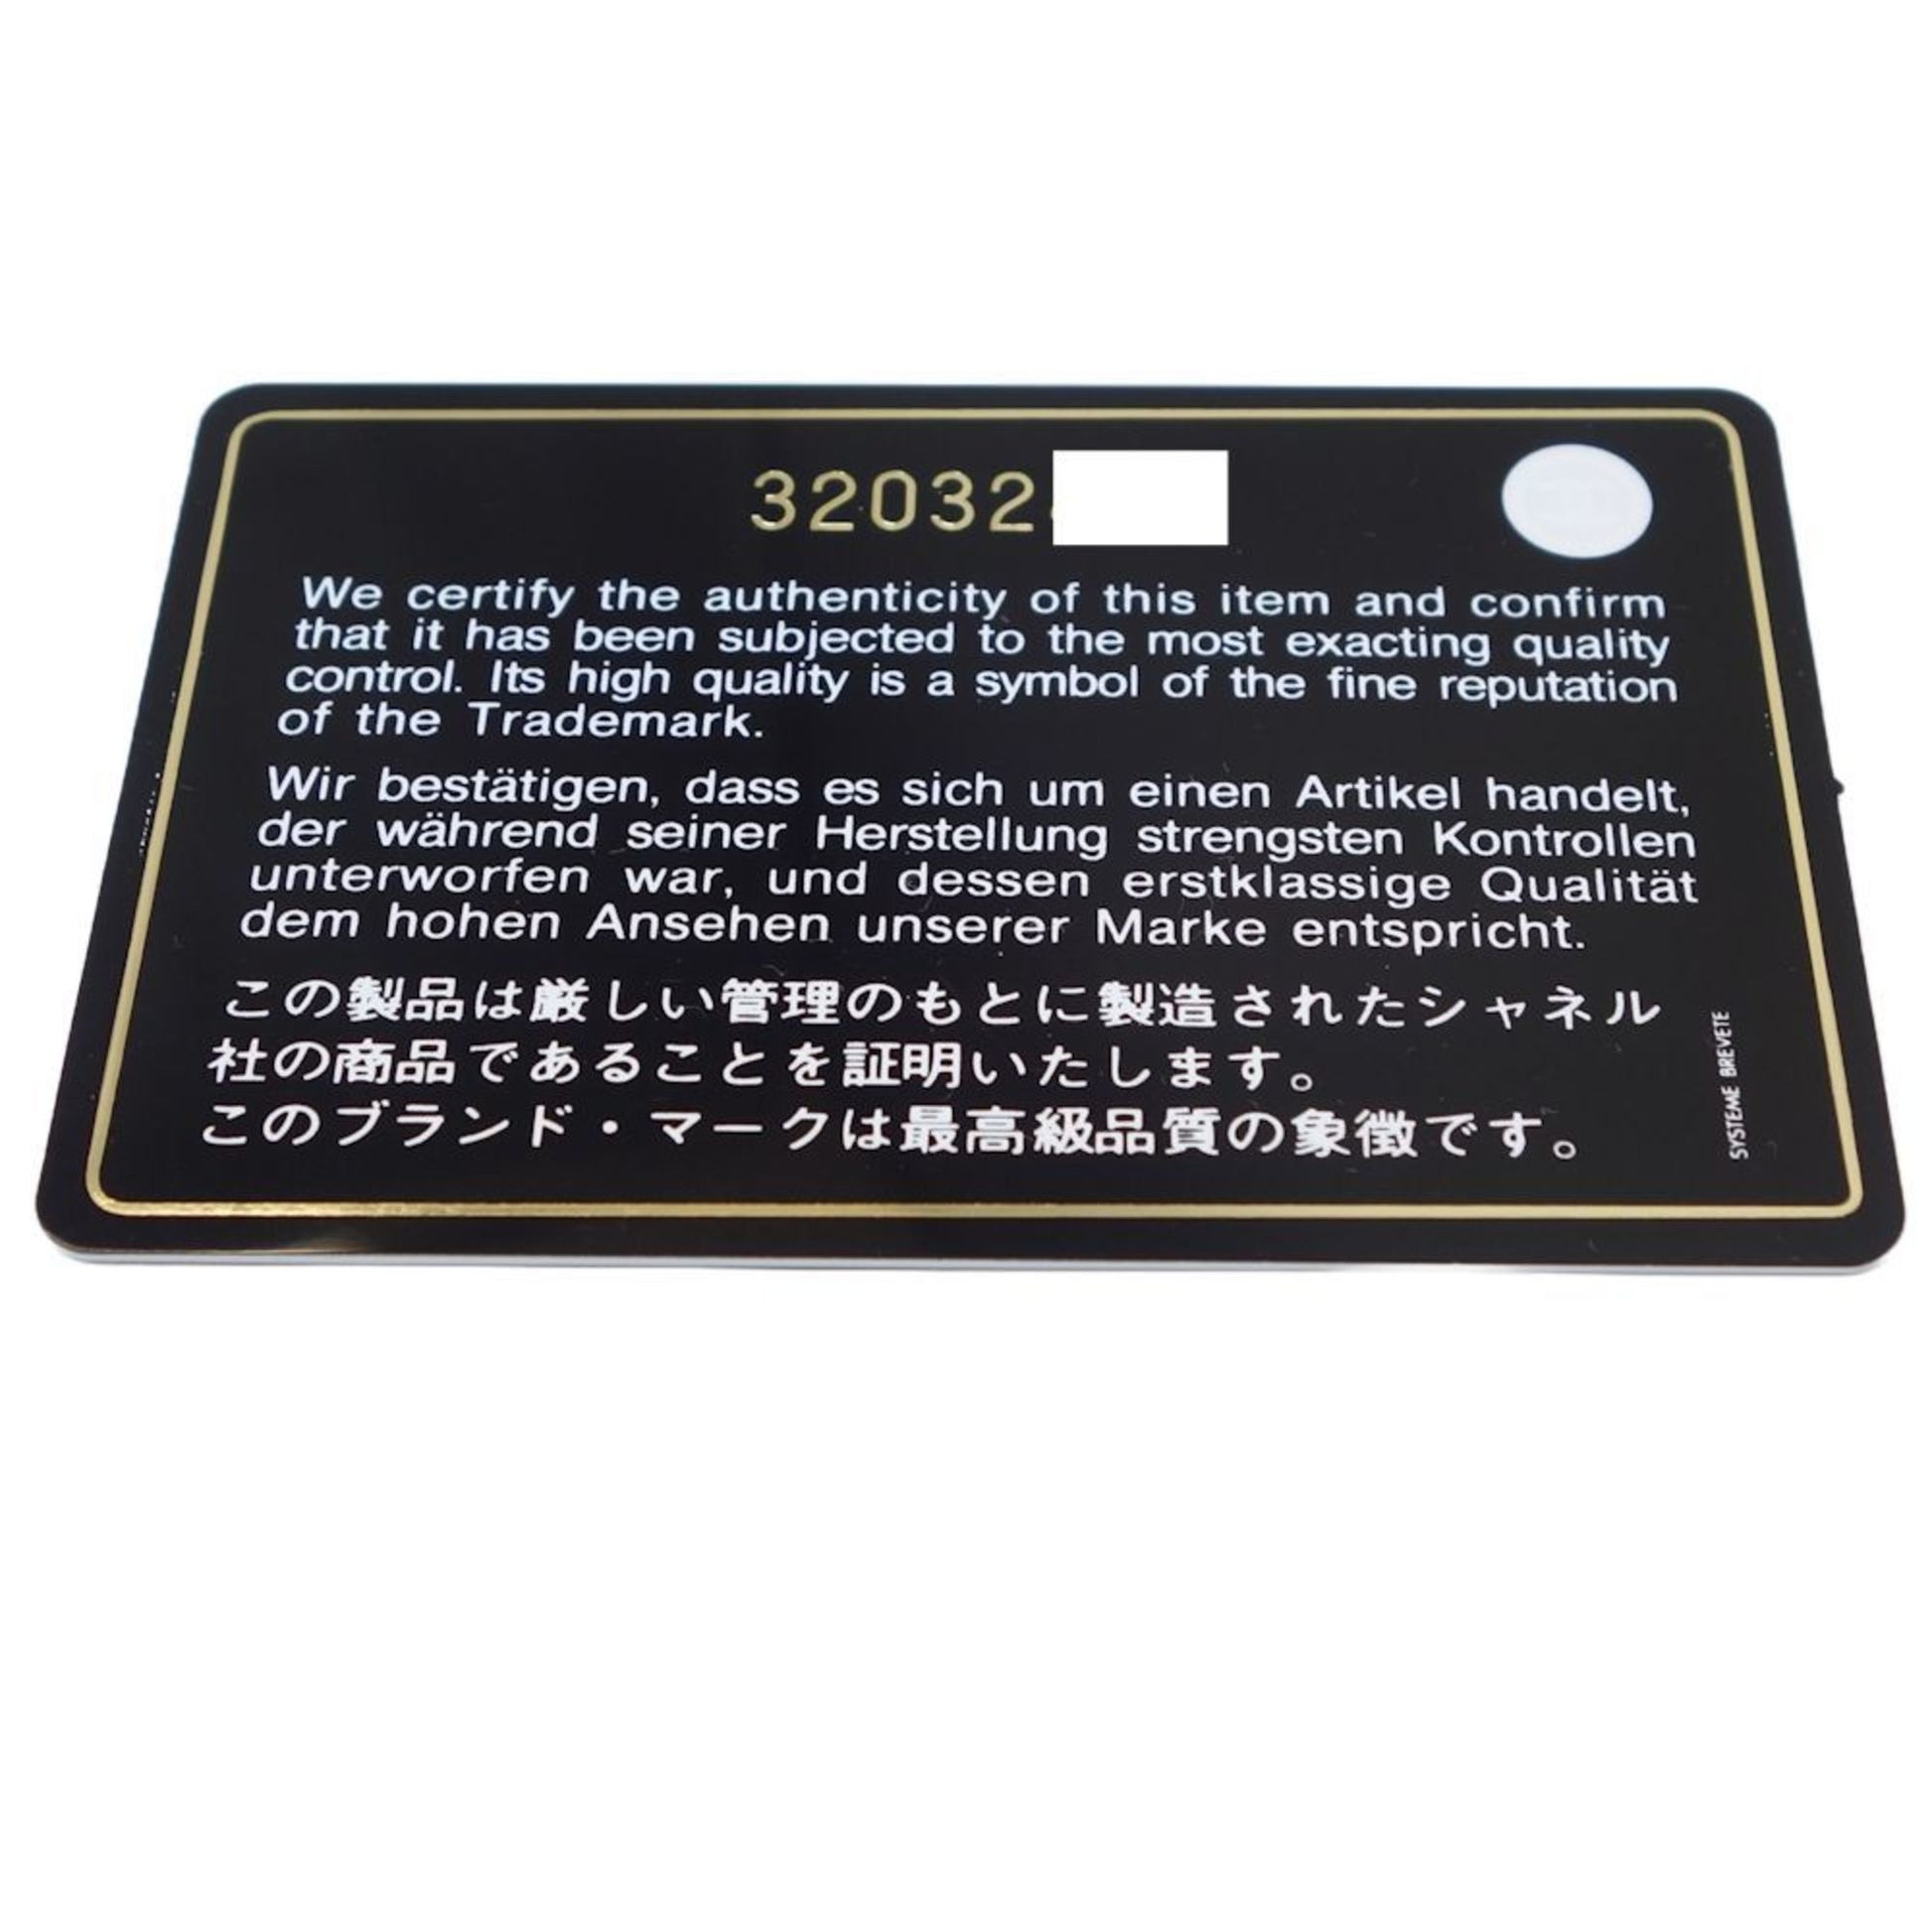 32032
We certify the authenticity of this item and confirm
that it has been subjected to the most exacting quality
control. Its high quality is a symbol of the fine reputation
of the Trademark.
Wir bestätigen, dass es sich um einen Artikel handelt,
der während seiner Herstellung strengsten Kontrollen
unterworfen war, und dessen erstklassige Qualität
dem hohen Ansehen unserer Marke entspricht.
この製品は厳しい管理のもとに製造されたシャネル
社の商品であることを証明いたします。
このブランド・マークは最高級品質の象徴です。
SYSTEME BREVETE